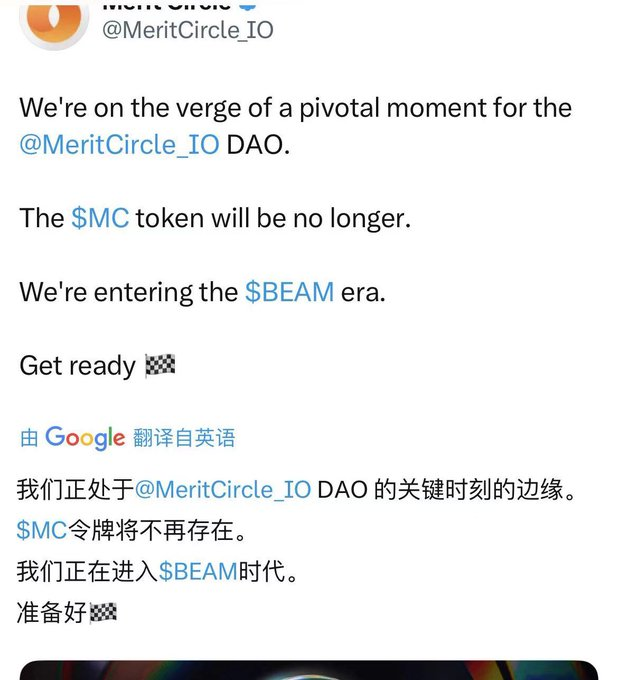 Merit Circle
@MeritCircle_IO
We're on the verge of a pivotal moment for the
@MeritCircle_IO DAO.
The $MC token will be no longer.
We're entering the $BEAM era.
Get ready 🏁
由 Google 翻译自英语
我们正处于@MeritCircle_IO DAO 的关键时刻的边缘。
$MC令牌将不再存在。
我们正在进入$BEAM时代。
准备好🏁